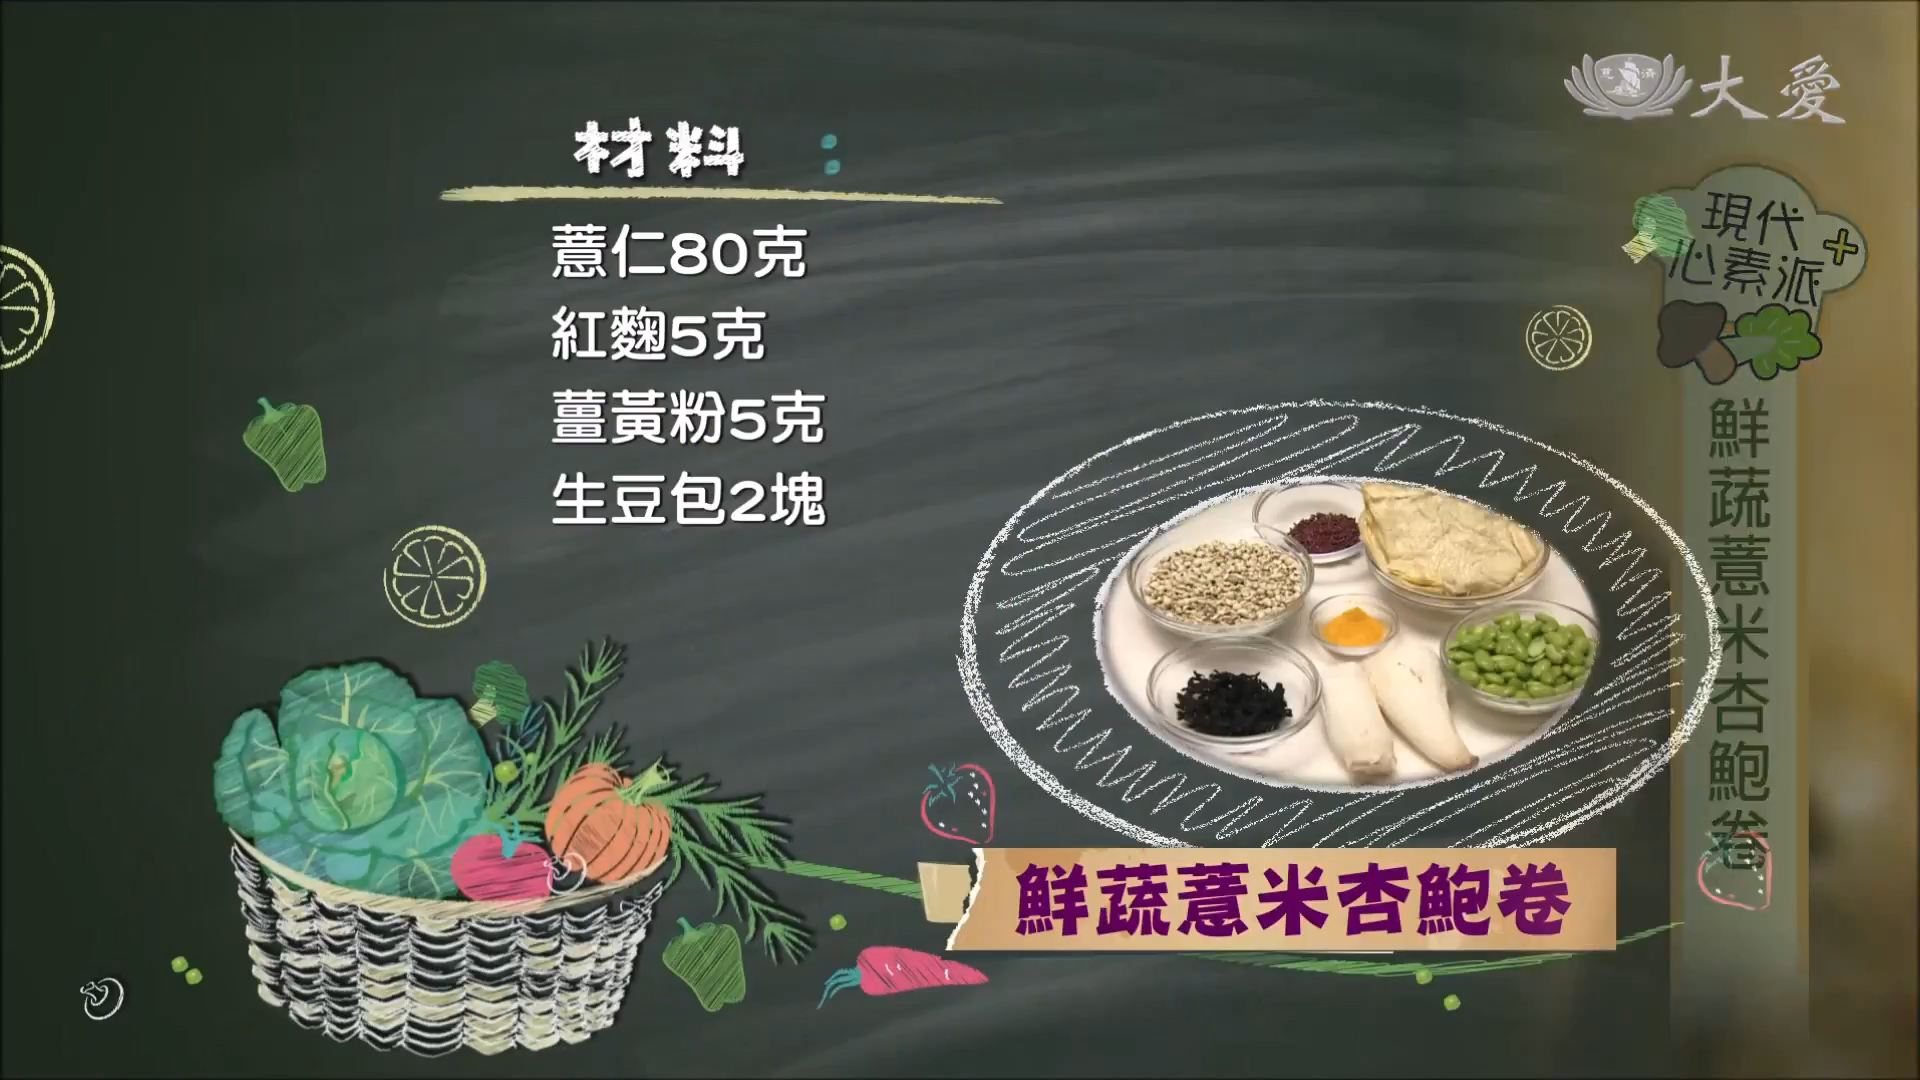 材料：
薏仁80克
紅麴5克
薑黃粉5克
生豆包2塊
慈濟
大愛
現代
心素派+
鮮蔬薏米杏鮑卷
鮮蔬薏米杏鮑卷